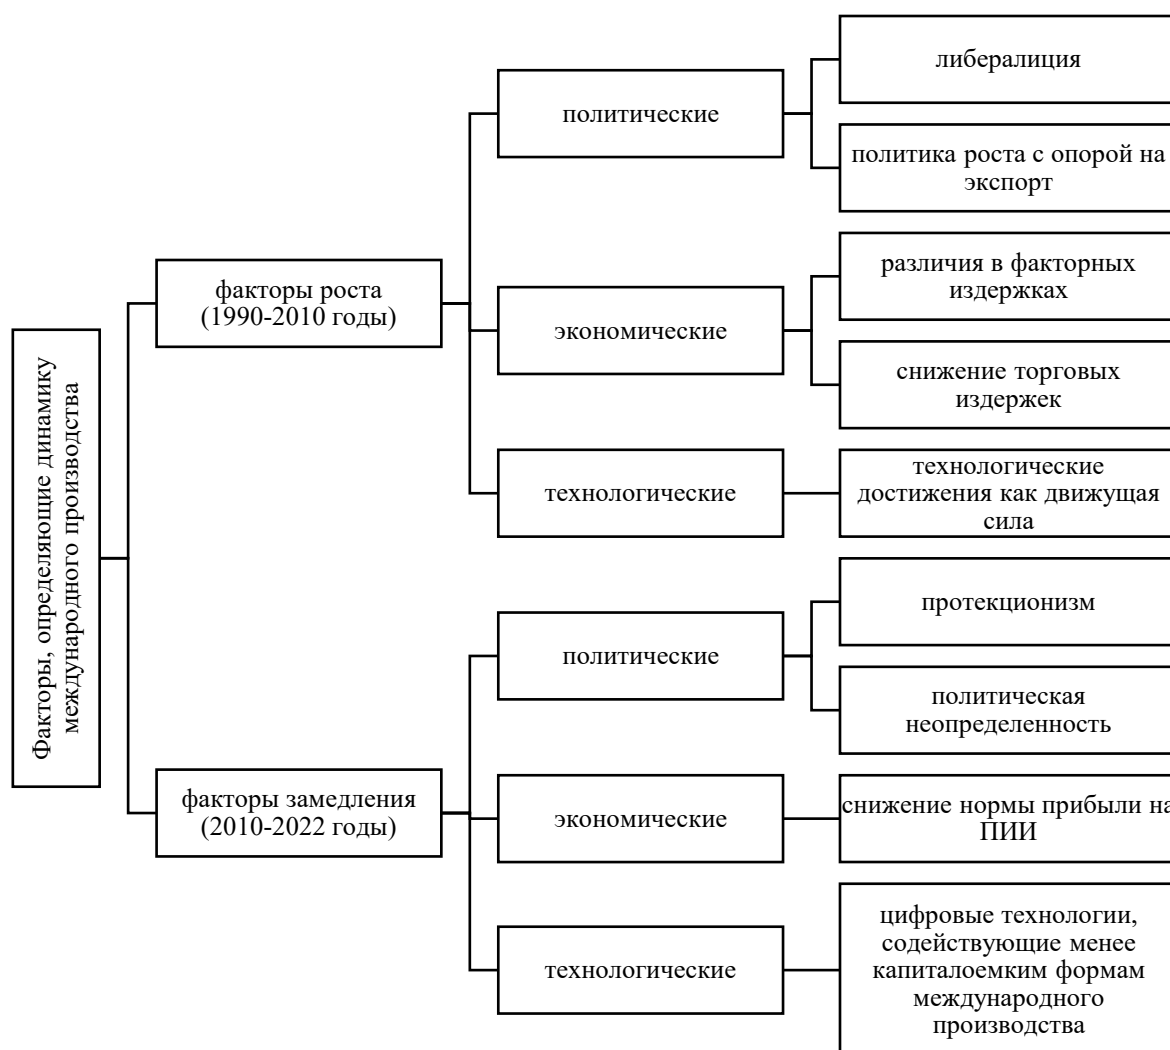 Факторы, определяющие динамику
международного производства
факторы роста
(1990-2010 годы)
политические
либералиция
политика роста с опорой на
экспорт
экономические
различия в факторных
издержках
снижение торговых
издержек
технологические
технологические
достижения как движущая
сила
факторы замедления
(2010-2022 годы)
политические
протекционизм
политическая
неопределенность
экономические
снижение нормы прибыли на
ПИИ
технологические
цифровые технологии,
содействующие менее
капиталоемким формам
международного
производства